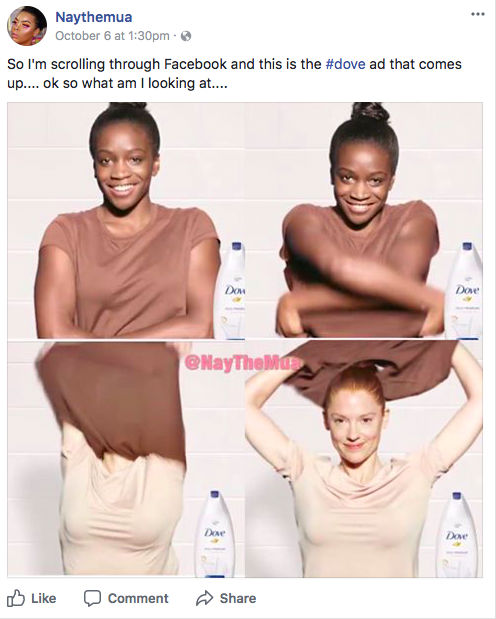 Naythemua
October 6 at 1:30pm ·
So I'm scrolling through Facebook and this is the #dove ad that comes
up.... ok so what am I looking at....
Dov
Dove
@NayTheMua
Dove
Dove
Like Comment Share